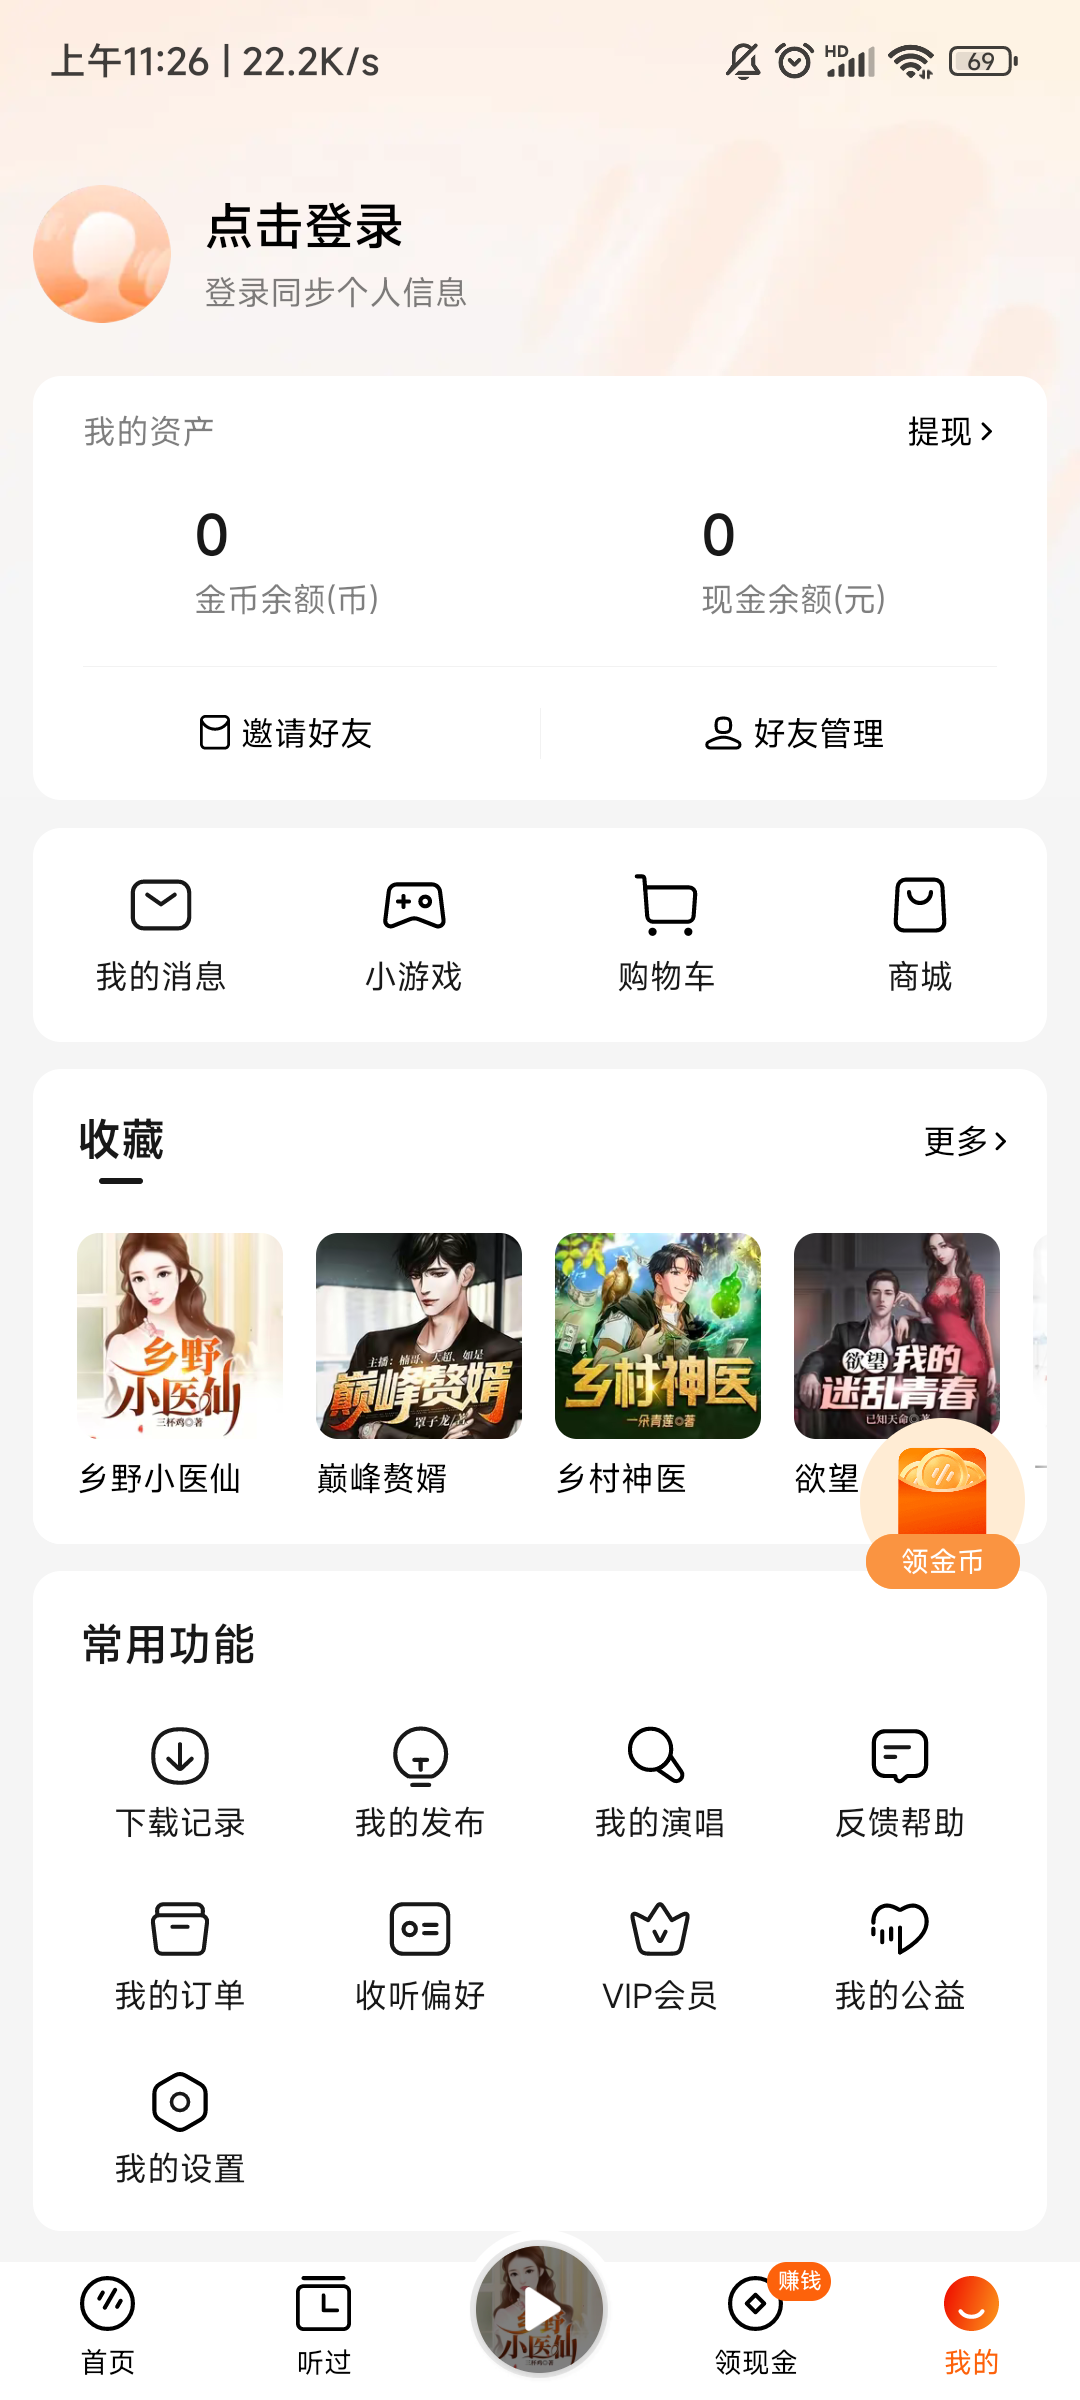 上午11:26 | 22.2K/s
HD
69
点击登录
登录同步个人信息
我的资产
提现
0
0
金币余额(币)
现金余额(元)
邀请好友
好友管理
我的消息
小游戏
购物车
商城
收藏
更多
乡野
小医仙
三杯鸡◎著
主播：楠哥、天超、如是
巅峰赘婿
罩子龙/著
乡村神医
一朵青莲◎著
欲望 我的
迷乱青春
已知天命◎著
乡野小医仙
巅峰赘婿
乡村神医
欲望
领金币
常用功能
下载记录
我的发布
我的演唱
反馈帮助
我的订单
收听偏好
VIP会员
我的公益
我的设置
乡野
小医仙
三杯鸡◎著
赚钱
首页
听过
领现金
我的